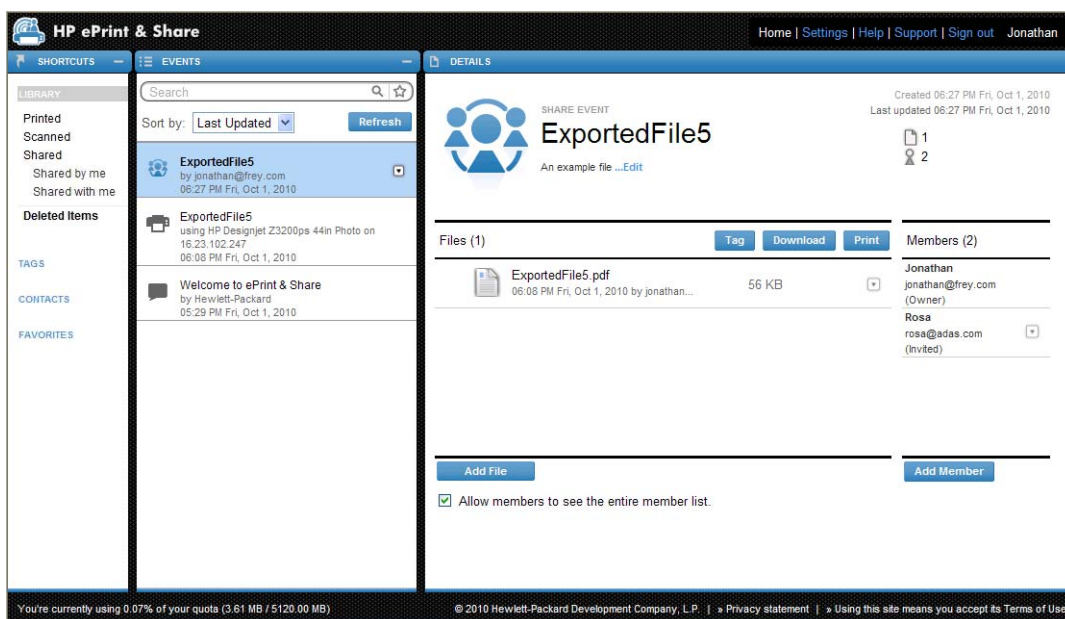 HP ePrint & Share
Home | Settings | Help | Support | Sign out Jonathan
SHORTCUTS
LIBRARY
Printed
Scanned
Shared
Shared by me
Shared with me
Deleted Items
TAGS
CONTACTS
FAVORITES
EVENTS
Search
Sort by: Last Updated Refresh
ExportedFile5
by jonathan@frey.com
06:27 PM Fri, Oct 1, 2010
ExportedFile5
using HP Designjet Z3200ps 44in Photo on
16.23.102.247
06:08 PM Fri, Oct 1, 2010
Welcome to ePrint & Share
by Hewlett-Packard
05:29 PM Fri, Oct 1, 2010
DETAILS
Created 06:27 PM Fri, Oct 1, 2010
Last updated 06:27 PM Fri, Oct 1, 2010
1
2
SHARE EVENT
ExportedFile5
An example file ...Edit
Files (1) Tag Download Print
ExportedFile5.pdf 56 KB
06:08 PM Fri, Oct 1, 2010 by jonathan...
Members (2)
Jonathan
jonathan@frey.com
(Owner)
Rosa
rosa@adas.com
(Invited)
Add File
Add Member
Allow members to see the entire member list.
You're currently using 0.07% of your quota (3.61 MB / 5120.00 MB)
© 2010 Hewlett-Packard Development Company, L.P. | » Privacy statement | » Using this site means you accept its Terms of Use